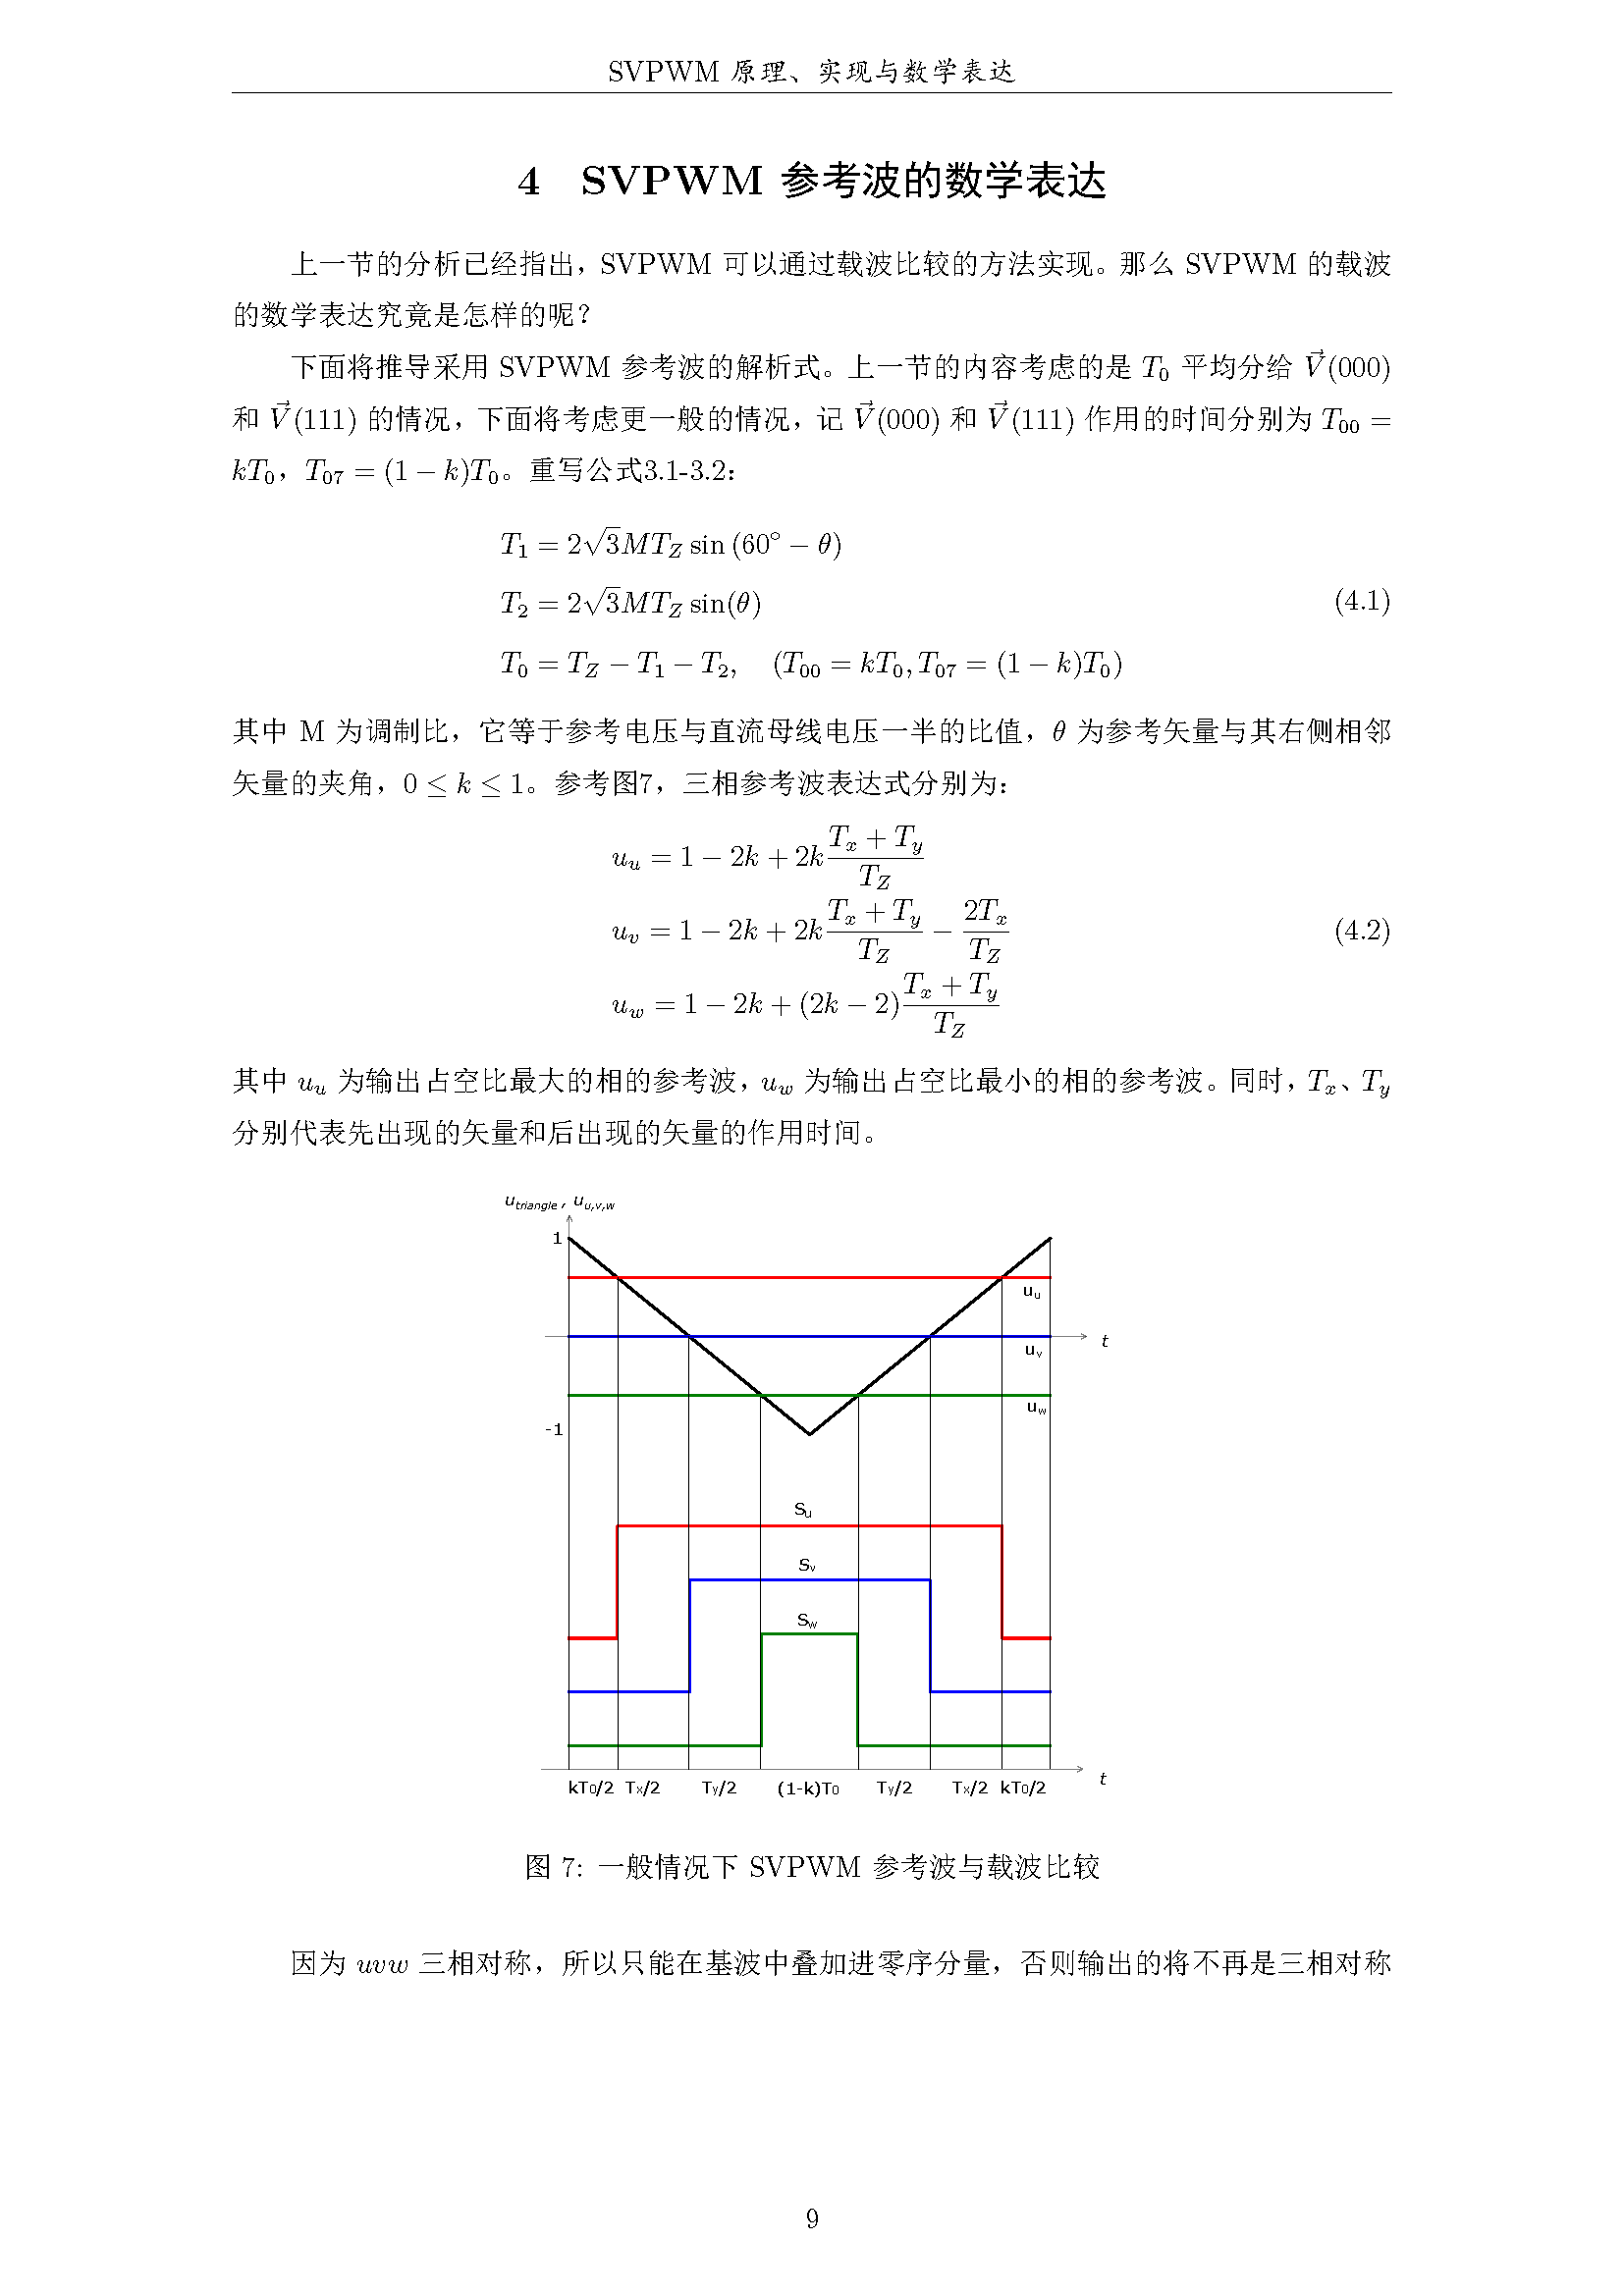 SVPWM 原理、实现与数学表达
4 SVPWM 参考波的数学表达
上一节的分析已经指出，SVPWM 可以通过载波比较的方法实现。那么 SVPWM 的载波
的数学表达究竟是怎样的呢？
下面将推导采用 SVPWM 参考波的解析式。上一节的内容考虑的是 $T_0$ 平均分给 $\vec{V}(000)$
和 $\vec{V}(111)$ 的情况，下面将考虑更一般的情况，记 $\vec{V}(000)$ 和 $\vec{V}(111)$ 作用的时间分别为 $T_{00} =$
$kT_0$，$T_{07} = (1-k)T_0$。重写公式3.1-3.2：
$T_1 = 2\sqrt{3}MT_Z \sin(60^\circ - \theta)$
$T_2 = 2\sqrt{3}MT_Z \sin(\theta)$ (4.1)
$T_0 = T_Z - T_1 - T_2, \quad (T_{00} = kT_0, T_{07} = (1-k)T_0)$
其中 M 为调制比，它等于参考电压与直流母线电压一半的比值，$\theta$ 为参考矢量与其右侧相邻
矢量的夹角，$0 \leq k \leq 1$。参考图7，三相参考波表达式分别为：
$u_u = 1 - 2k + 2k\frac{T_x + T_y}{T_Z}$
$u_v = 1 - 2k + 2k\frac{T_x + T_y}{T_Z} - \frac{2T_x}{T_Z}$ (4.2)
$u_w = 1 - 2k + (2k-2)\frac{T_x + T_y}{T_Z}$
其中 $u_u$ 为输出占空比最大的相的参考波，$u_w$ 为输出占空比最小的相的参考波。同时，$T_x$、$T_y$
分别代表先出现的矢量和后出现的矢量的作用时间。
$u_{triangle}$, $u_{u,v,w}$
1
$u_u$
t
$u_v$
$u_w$
-1
$S_u$
$S_v$
$S_w$
t
kT₀/2 Tx/2 Ty/2 (1-k)T₀ Ty/2 Tx/2 kT₀/2
图 7: 一般情况下 SVPWM 参考波与载波比较
因为 $uvw$ 三相对称，所以只能在基波中叠加进零序分量，否则输出的将不再是三相对称
9